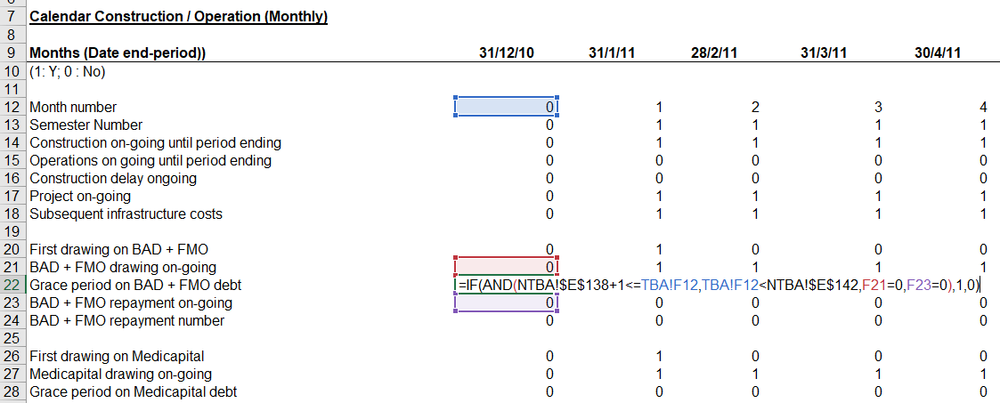 7 Calendar Construction / Operation (Monthly)
8
9 Months (Date end-period)) 31/12/10 31/1/11 28/2/11 31/3/11 30/4/11
10 (1: Y; 0 : No)
11
12 Month number 0 1 2 3 4
13 Semester Number 0 1 1 1 1
14 Construction on-going until period ending 0 1 1 1 1
15 Operations on going until period ending 0 0 0 0 0
16 Construction delay ongoing 0 0 0 0 0
17 Project on-going 0 1 1 1 1
18 Subsequent infrastructure costs 0 1 1 1 1
19
20 First drawing on BAD + FMO 0 1 0 0 0
21 BAD + FMO drawing on-going 0 1 1 1 1
22 Grace period on BAD + FMO debt =IF(AND(NTBA!$E$138+1<=TBA!F12,TBA!F12<NTBA!$E$142,F21=0,F23=0),1,0)
23 BAD + FMO repayment on-going 0 0 0 0 0
24 BAD + FMO repayment number 0 0 0 0 0
25
26 First drawing on Medicapital 0 1 0 0 0
27 Medicapital drawing on-going 0 1 1 1 1
28 Grace period on Medicapital debt 0 0 0 0 0